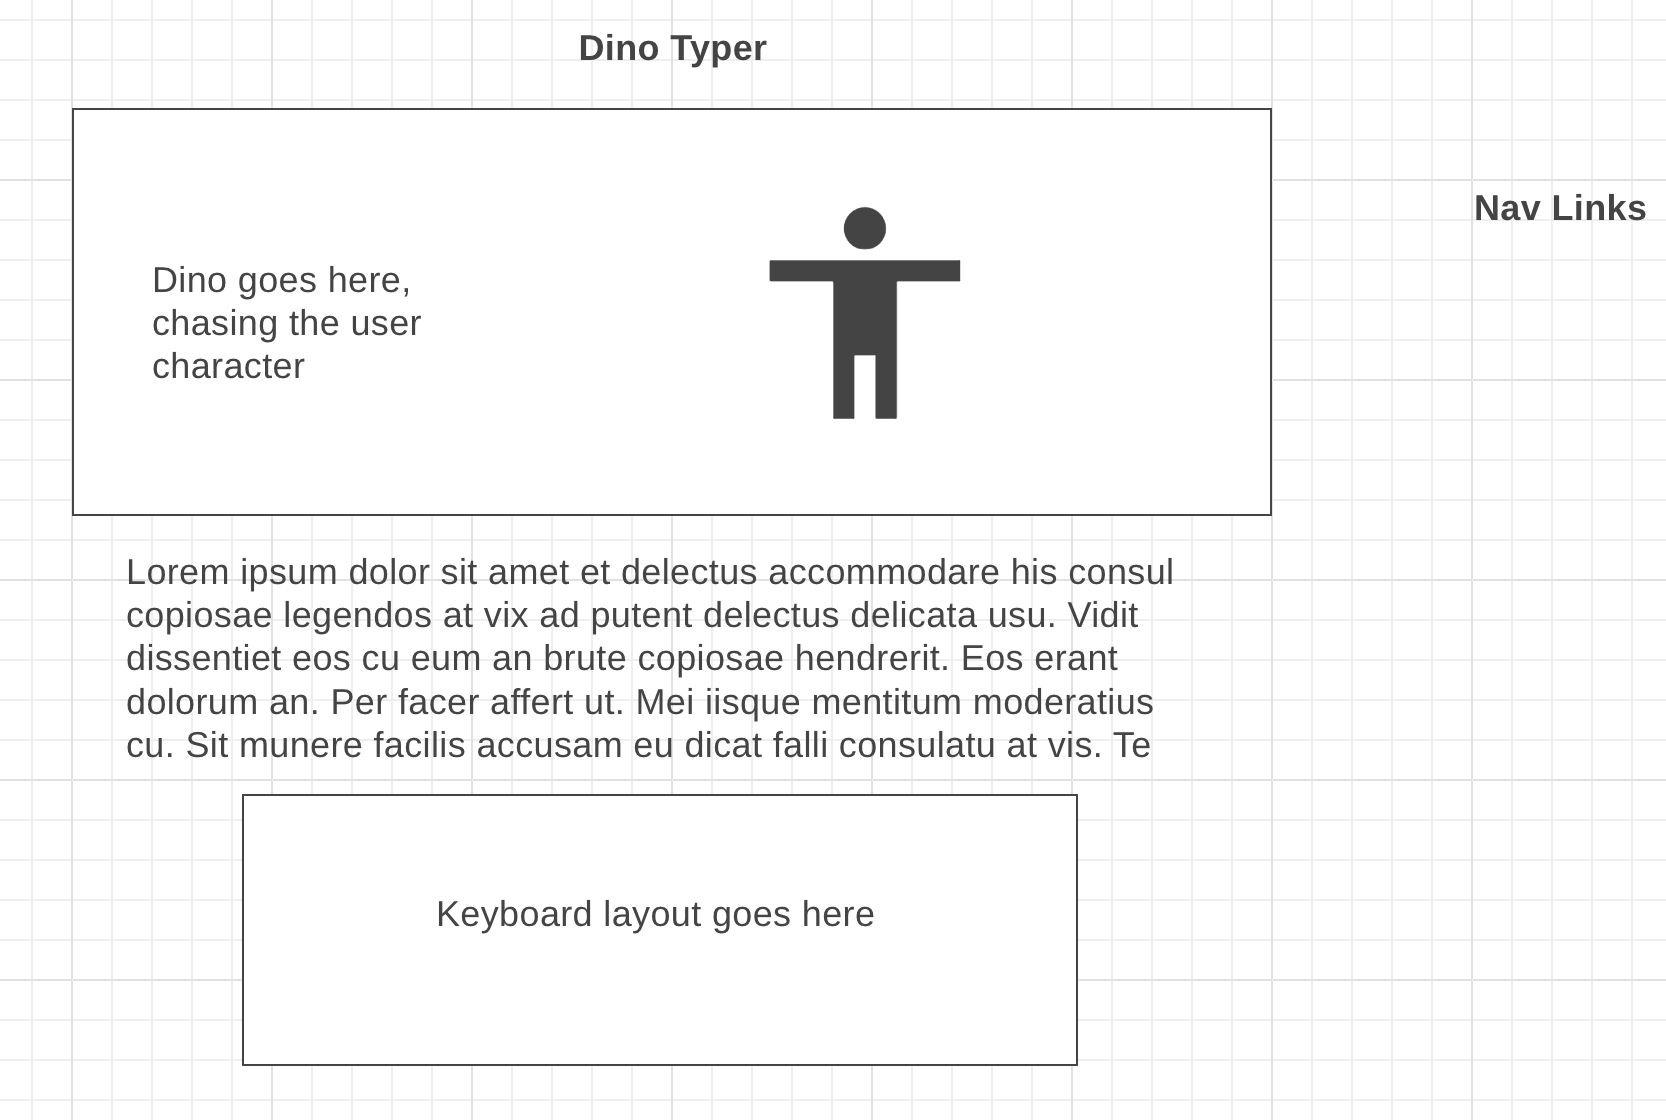 Dino Typer
Nav Links
Dino goes here,
chasing the user
character
Lorem ipsum dolor sit amet et delectus accommodare his consul
copiosae legendos at vix ad putent delectus delicata usu. Vidit
dissentiet eos cu eum an brute copiosae hendrerit. Eos erant
dolorum an. Per facer affert ut. Mei iisque mentitum moderatius
cu. Sit munere facilis accusam eu dicat falli consulatu at vis. Te
Keyboard layout goes here